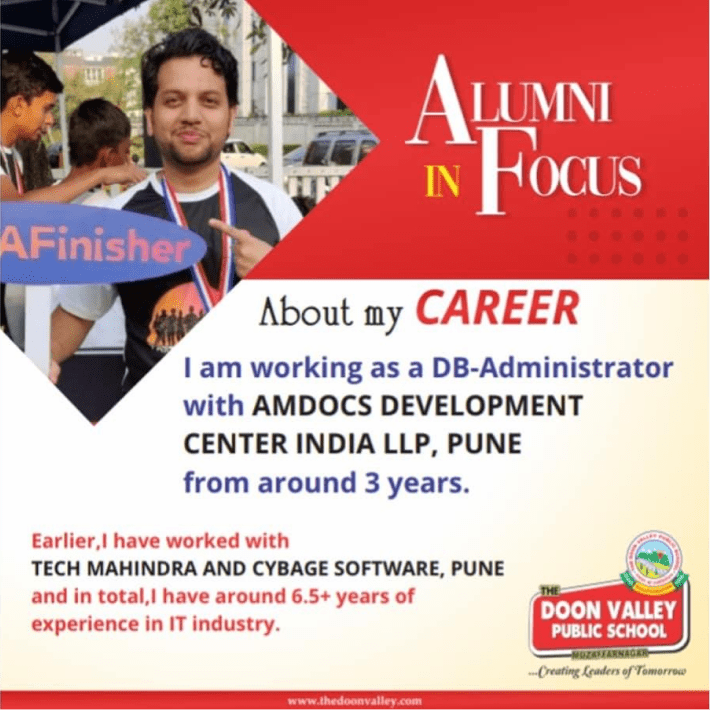 ALUMNI
IN FOCUS
AFinisher
About my CAREER
I am working as a DB-Administrator
with AMDOCS DEVELOPMENT
CENTER INDIA LLP, PUNE
from around 3 years.
Earlier,I have worked with
TECH MAHINDRA AND CYBAGE SOFTWARE, PUNE
and in total,I have around 6.5+ years of
experience in IT industry.
THE
DOON VALLEY
PUBLIC SCHOOL
MUZAFFARNAGAR
...Creating Leaders of Tomorrow
www.thedoonvalley.com